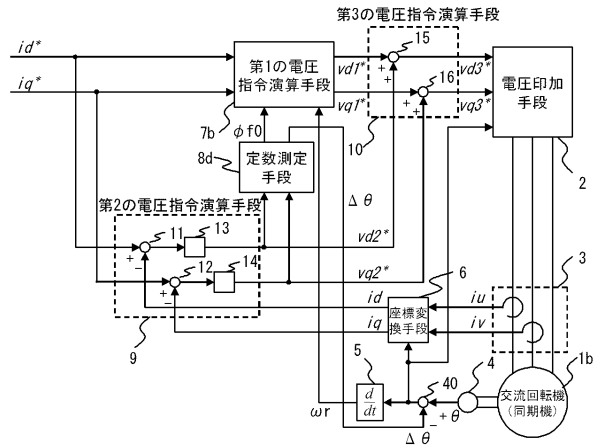 第3の電圧指令演算手段
id*
第1の電圧
指令演算手段
vd1*
15
vd3*
電圧印加
手段
+
+
iq*
16
vq1*
vq3*
+
+
7b
φf0
10
2
8d
定数測定
手段
Δθ
第2の電圧指令演算手段
11
13
vd2*
+
−
12
14
vq2*
6
3
+
−
id
座標変
換手段
iu
iq
iv
9
5
4
1b
d
dt
40
ωr
−
+θ
Δθ
交流回転機
(同期機)